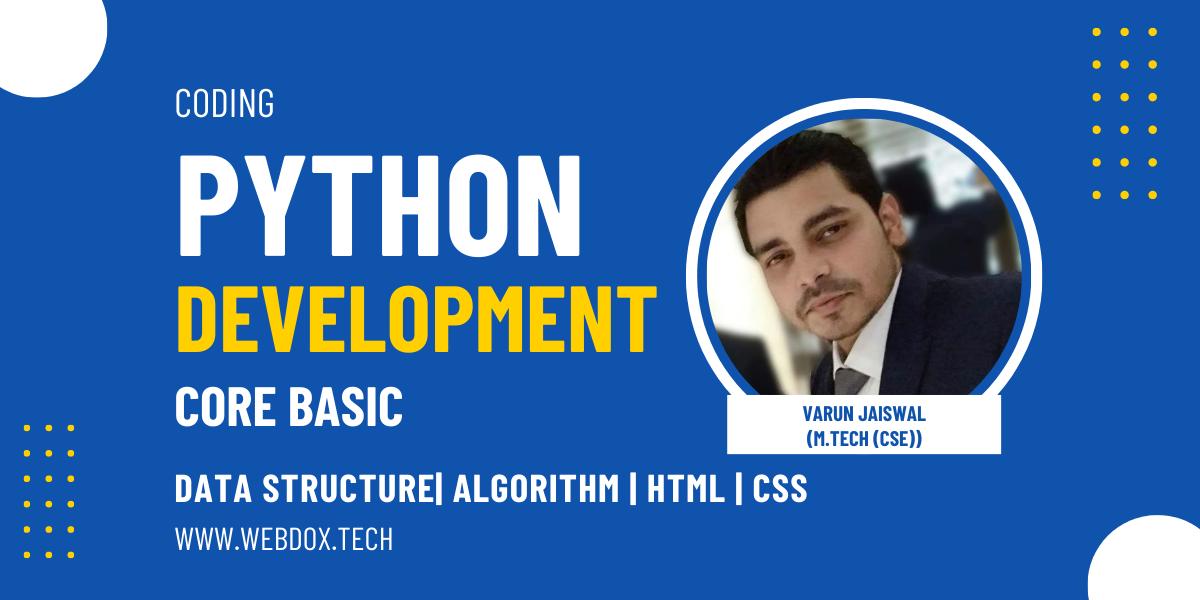 CODING
PYTHON
DEVELOPMENT
CORE BASIC
VARUN JAISWAL
(M.TECH (CSE))
DATA STRUCTURE| ALGORITHM | HTML | CSS
WWW.WEBDOX.TECH